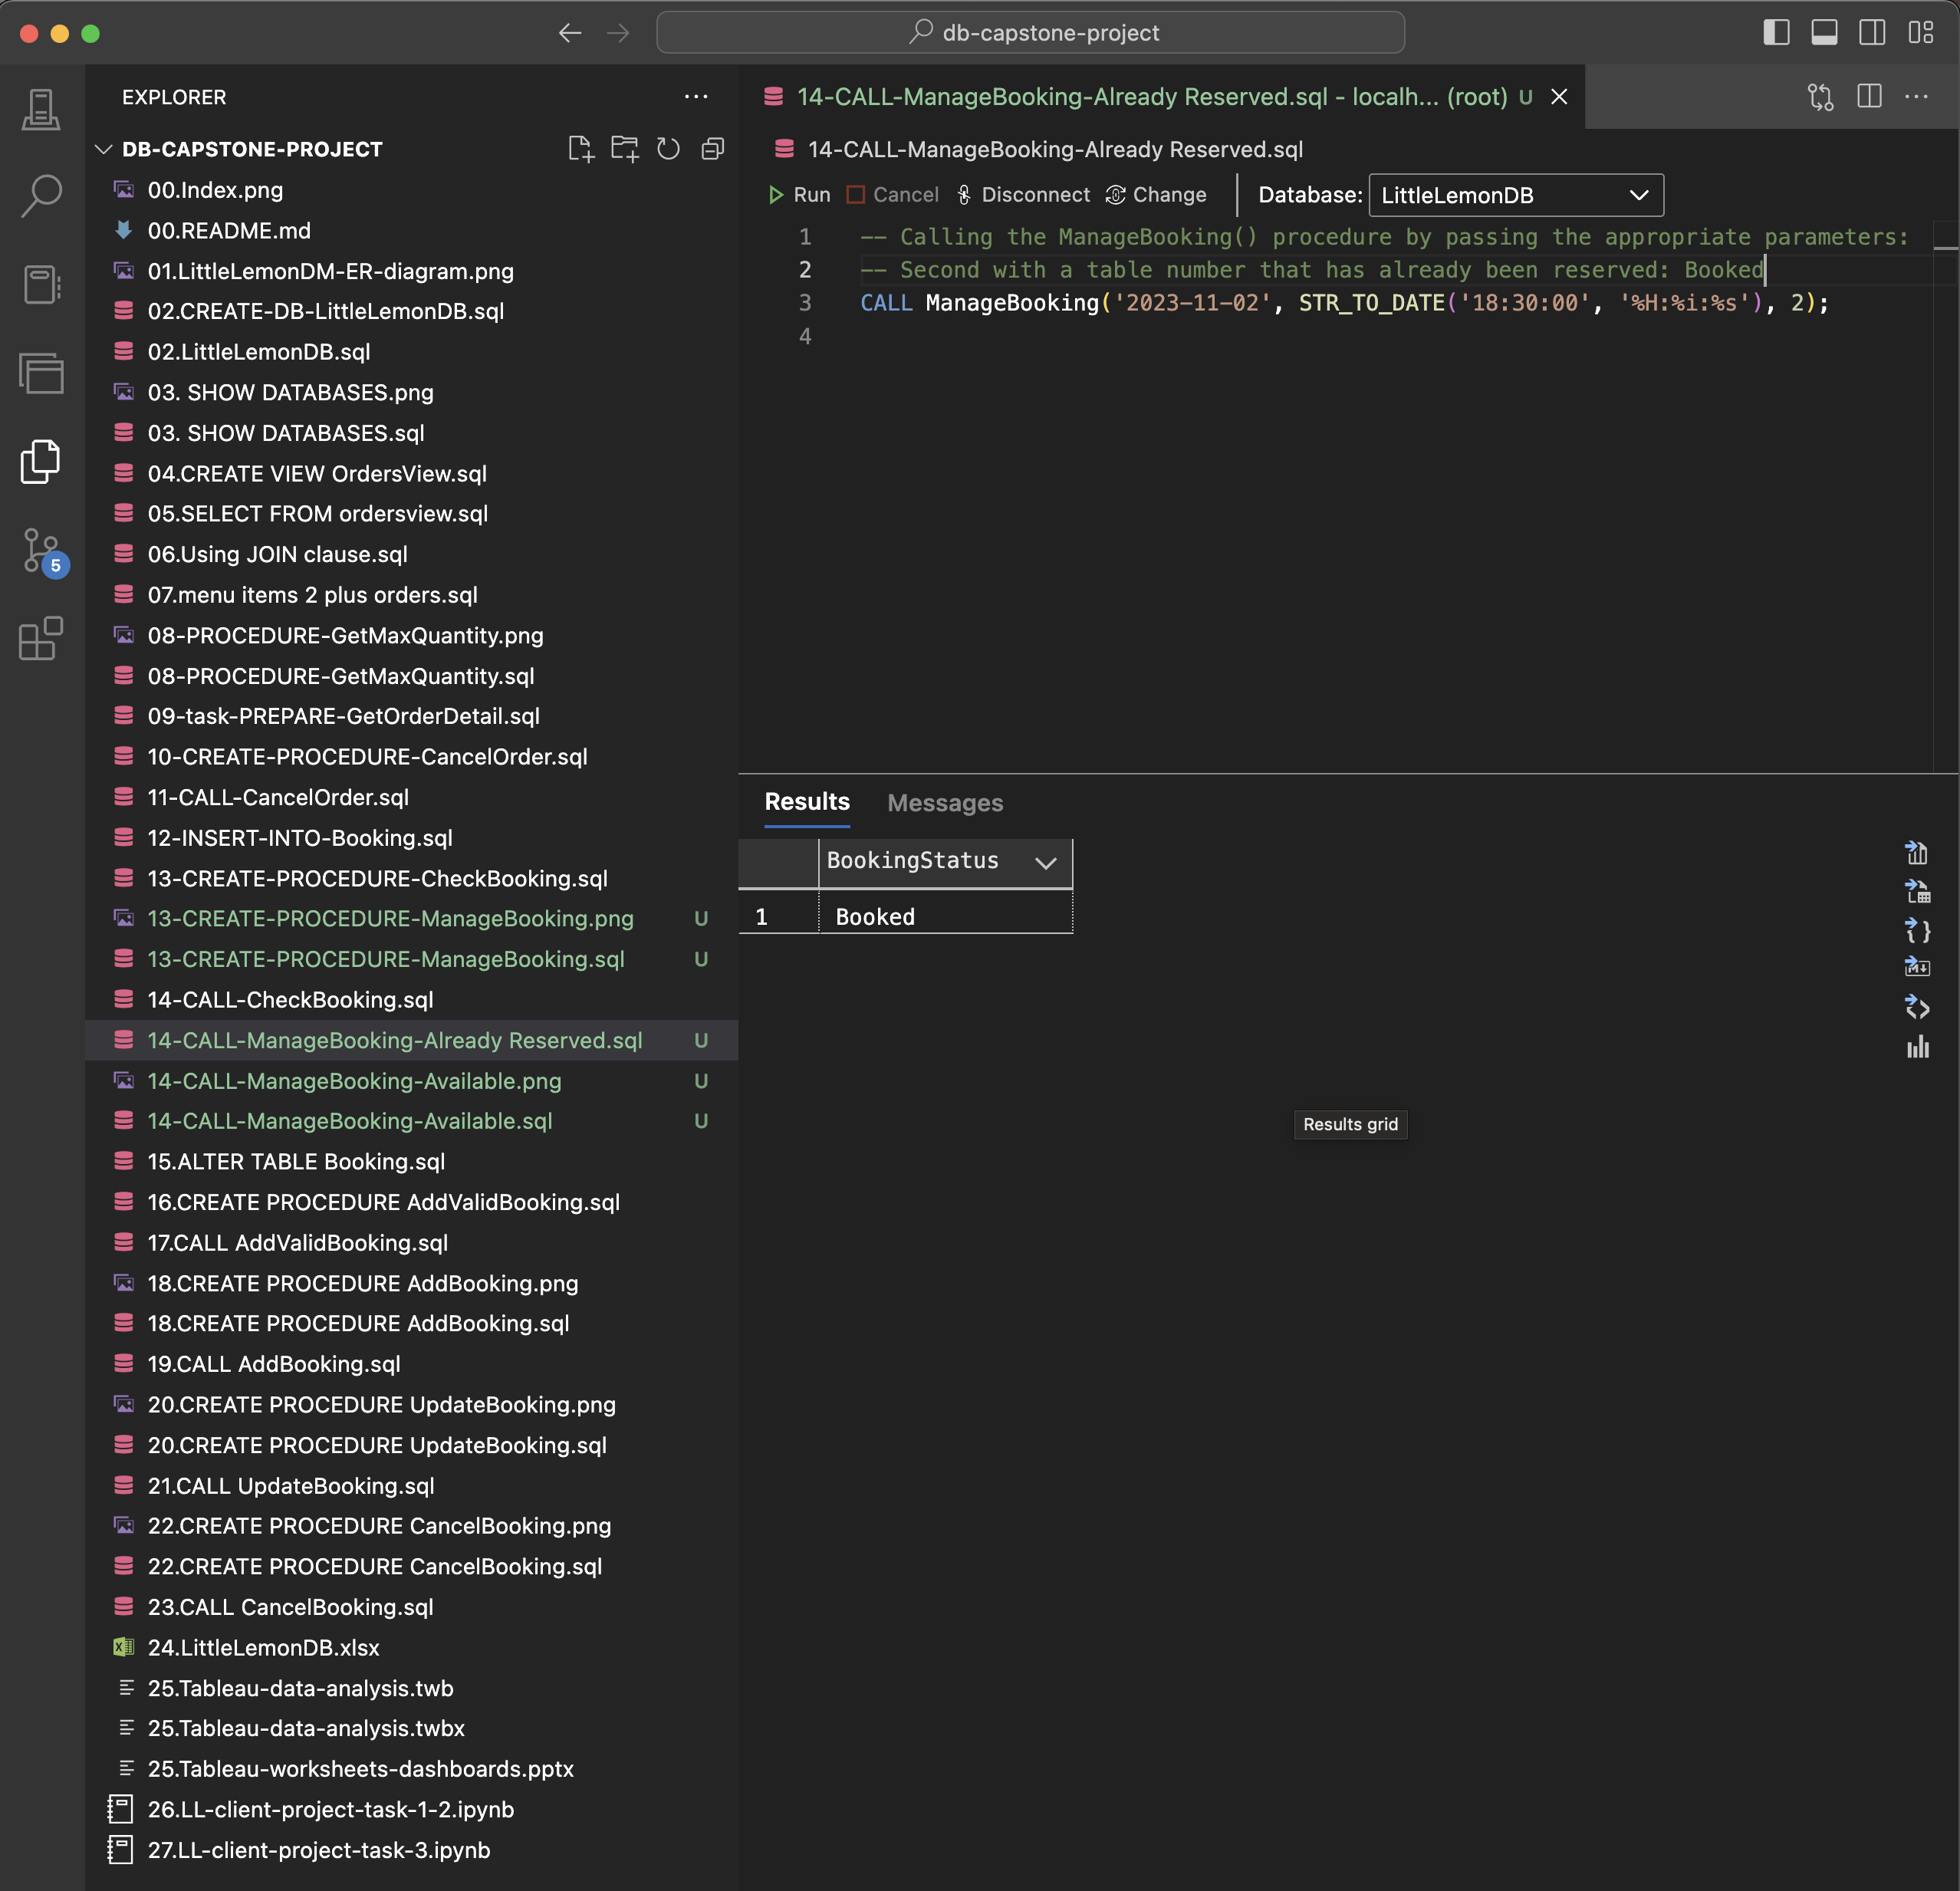 db-capstone-project
EXPLORER
DB-CAPSTONE-PROJECT
00.Index.png
00.README.md
01.LittleLemonDM-ER-diagram.png
02.CREATE-DB-LittleLemonDB.sql
02.LittleLemonDB.sql
03. SHOW DATABASES.png
03. SHOW DATABASES.sql
04.CREATE VIEW OrdersView.sql
05.SELECT FROM ordersview.sql
06.Using JOIN clause.sql
07.menu items 2 plus orders.sql
08-PROCEDURE-GetMaxQuantity.png
08-PROCEDURE-GetMaxQuantity.sql
09-task-PREPARE-GetOrderDetail.sql
10-CREATE-PROCEDURE-CancelOrder.sql
11-CALL-CancelOrder.sql
12-INSERT-INTO-Booking.sql
13-CREATE-PROCEDURE-CheckBooking.sql
13-CREATE-PROCEDURE-ManageBooking.png U
13-CREATE-PROCEDURE-ManageBooking.sql U
14-CALL-CheckBooking.sql
14-CALL-ManageBooking-Already Reserved.sql U
14-CALL-ManageBooking-Available.png U
14-CALL-ManageBooking-Available.sql U
15.ALTER TABLE Booking.sql
16.CREATE PROCEDURE AddValidBooking.sql
17.CALL AddValidBooking.sql
18.CREATE PROCEDURE AddBooking.png
18.CREATE PROCEDURE AddBooking.sql
19.CALL AddBooking.sql
20.CREATE PROCEDURE UpdateBooking.png
20.CREATE PROCEDURE UpdateBooking.sql
21.CALL UpdateBooking.sql
22.CREATE PROCEDURE CancelBooking.png
22.CREATE PROCEDURE CancelBooking.sql
23.CALL CancelBooking.sql
24.LittleLemonDB.xlsx
25.Tableau-data-analysis.twb
25.Tableau-data-analysis.twbx
25.Tableau-worksheets-dashboards.pptx
26.LL-client-project-task-1-2.ipynb
27.LL-client-project-task-3.ipynb
5
14-CALL-ManageBooking-Already Reserved.sql - localh... (root) U
14-CALL-ManageBooking-Already Reserved.sql
Run Cancel Disconnect Change Database: LittleLemonDB
1 -- Calling the ManageBooking() procedure by passing the appropriate parameters:
2 -- Second with a table number that has already been reserved: Booked
3 CALL ManageBooking('2023-11-02', STR_TO_DATE('18:30:00', '%H:%i:%s'), 2);
4
Results Messages
BookingStatus
1 Booked
Results grid